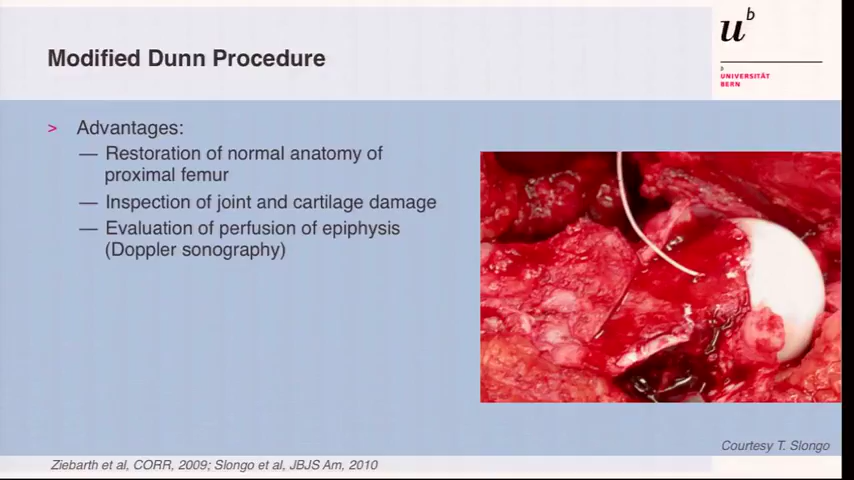 Modified Dunn Procedure
u^b
b
UNIVERSITÄT
BERN
> Advantages:
— Restoration of normal anatomy of
proximal femur
— Inspection of joint and cartilage damage
— Evaluation of perfusion of epiphysis
(Doppler sonography)
Courtesy T. Slongo
Ziebarth et al, CORR, 2009; Slongo et al, JBJS Am, 2010